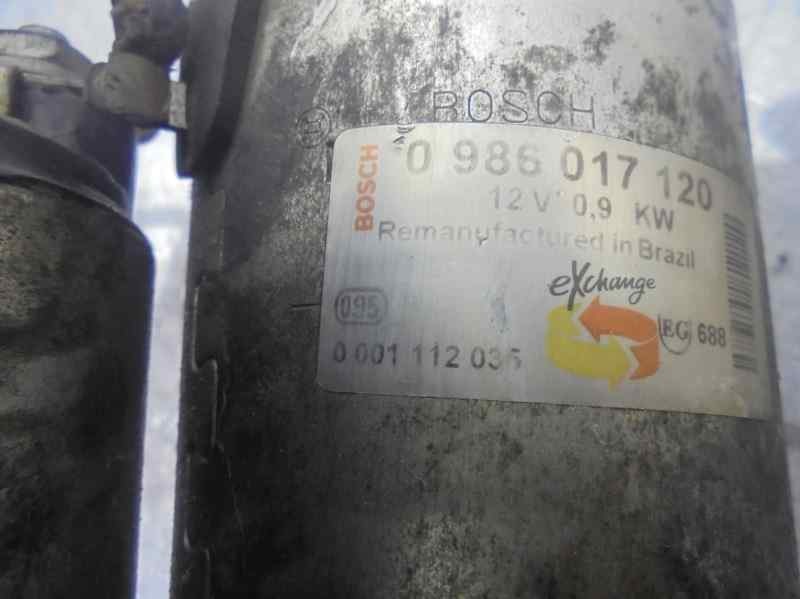 BOSCH
BOSCH
0 986 017 120
12 V 0,9 KW
Remanufactured in Brazil
eXchange
095
EG 688
0 001 112 036